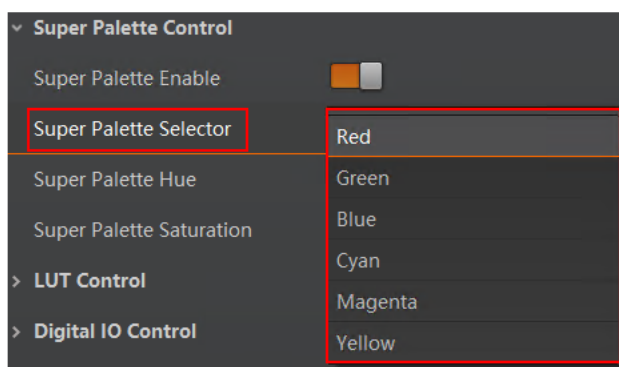 Super Palette Control
Super Palette Enable
Super Palette Selector
Red
Super Palette Hue
Green
Super Palette Saturation
Blue
Cyan
LUT Control
Magenta
Digital IO Control
Yellow